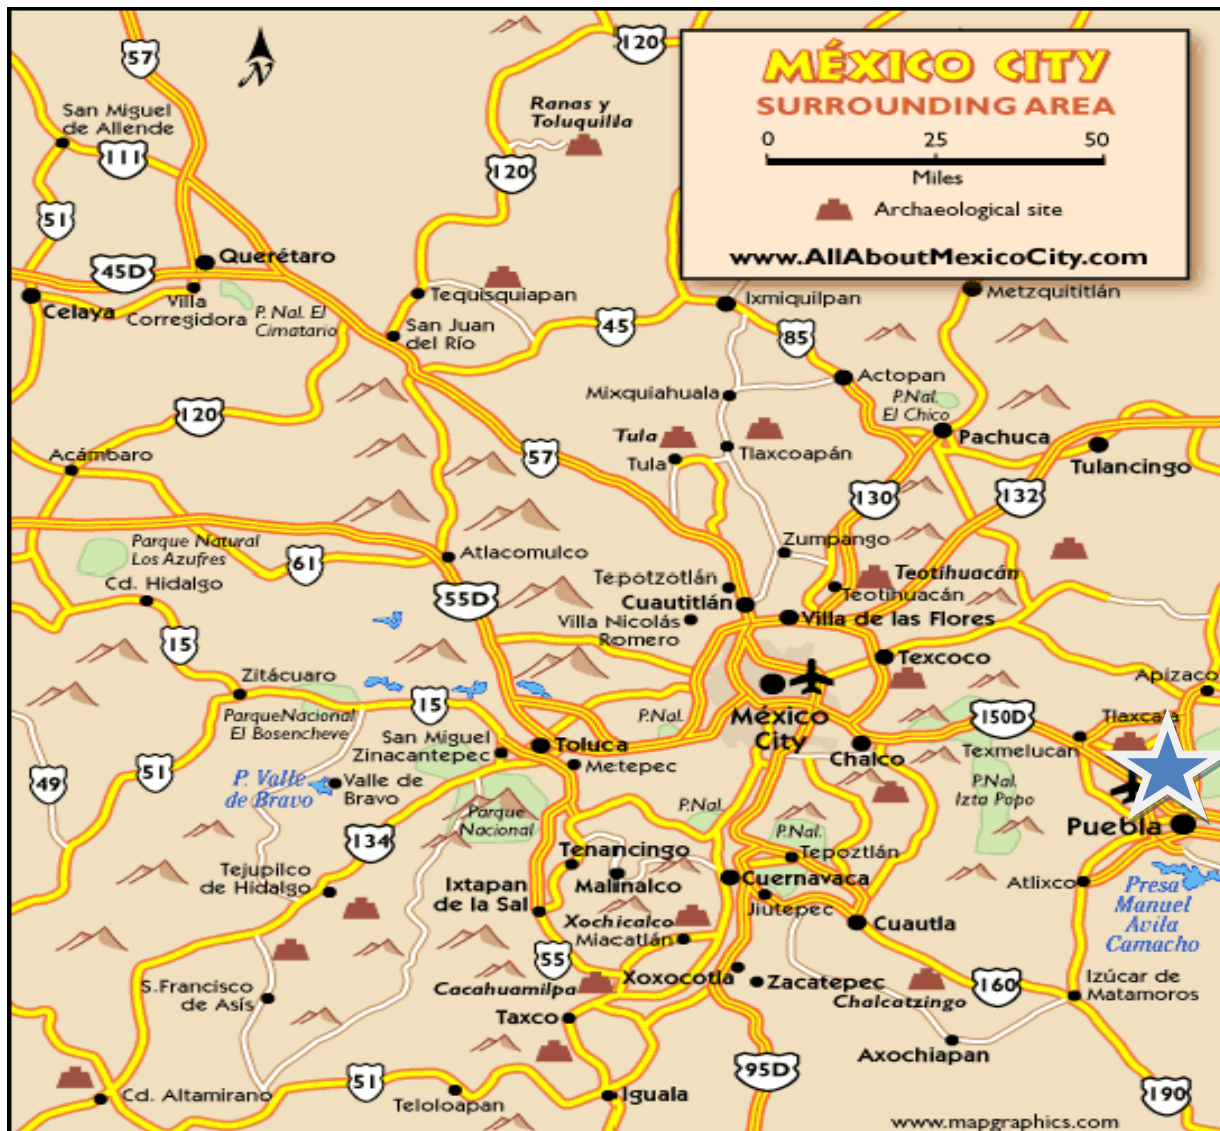 MÉXICO CITY
SURROUNDING AREA
0 25 50
Miles
Archaeological site
www.AllAboutMexicoCity.com
N
57
120
San Miguel
de Allende
111
Ranas y
Toluquilla
120
51
Querétaro
45D
Villa
Corregidora
Celaya
P. Nal. El
Cimatario
Tequisquiapan
San Juan
del Río
45
Ixmiquilpan
Metzquititlán
85
Actopan
Mixquiahuala
P.Nal.
El Chico
120
Pachuca
Tula
Tula
Tlaxcoapán
Tulancingo
Acámbaro
57
130
132
Parque Natural
Los Azufres
61
Atlacomulco
Zumpango
Cd. Hidalgo
55D
Tepotzotlán
Cuautitlán
Teotihuacán
Teotihuacán
Villa Nicolás
Romero
Villa de las Flores
15
Texcoco
Zitácuaro
Apizaco
15
ParqueNacional
El Bosencheve
P.Nal.
México
City
150D
Tlaxcala
San Miguel
Zinacantepec
Toluca
Metepec
Chalco
Texmelucan
49
51
P. Valle
de Bravo
Valle de
Bravo
P.Nal.
Izta Popo
Parque
Nacional
P.Nal.
P.Nal.
Puebla
134
Tenancingo
Tepoztlán
Tejupilco
de Hidalgo
Ixtapan
de la Sal
Malinalco
Cuernavaca
Jiutepec
Atlixco
Presa
Manuel
Avila
Camacho
Xochicalco
Miacatlán
Cuautla
55
Xoxocotla
Zacatepec
Cacahuamilpa
Chalcatzingo
160
Izúcar de
Matamoros
S.Francisco
de Asís
Taxco
Axochiapan
51
95D
Cd. Altamirano
Teloloapan
Iguala
190
www.mapgraphics.com